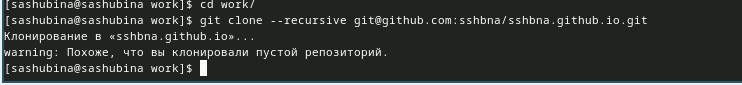 [sashubina@sashubina work]$ cd work/
[sashubina@sashubina work]$ git clone --recursive git@github.com:sshbna/sshbna.github.io.git
Клонирование в «sshbna.github.io»...
warning: Похоже, что вы клонировали пустой репозиторий.
[sashubina@sashubina work]$